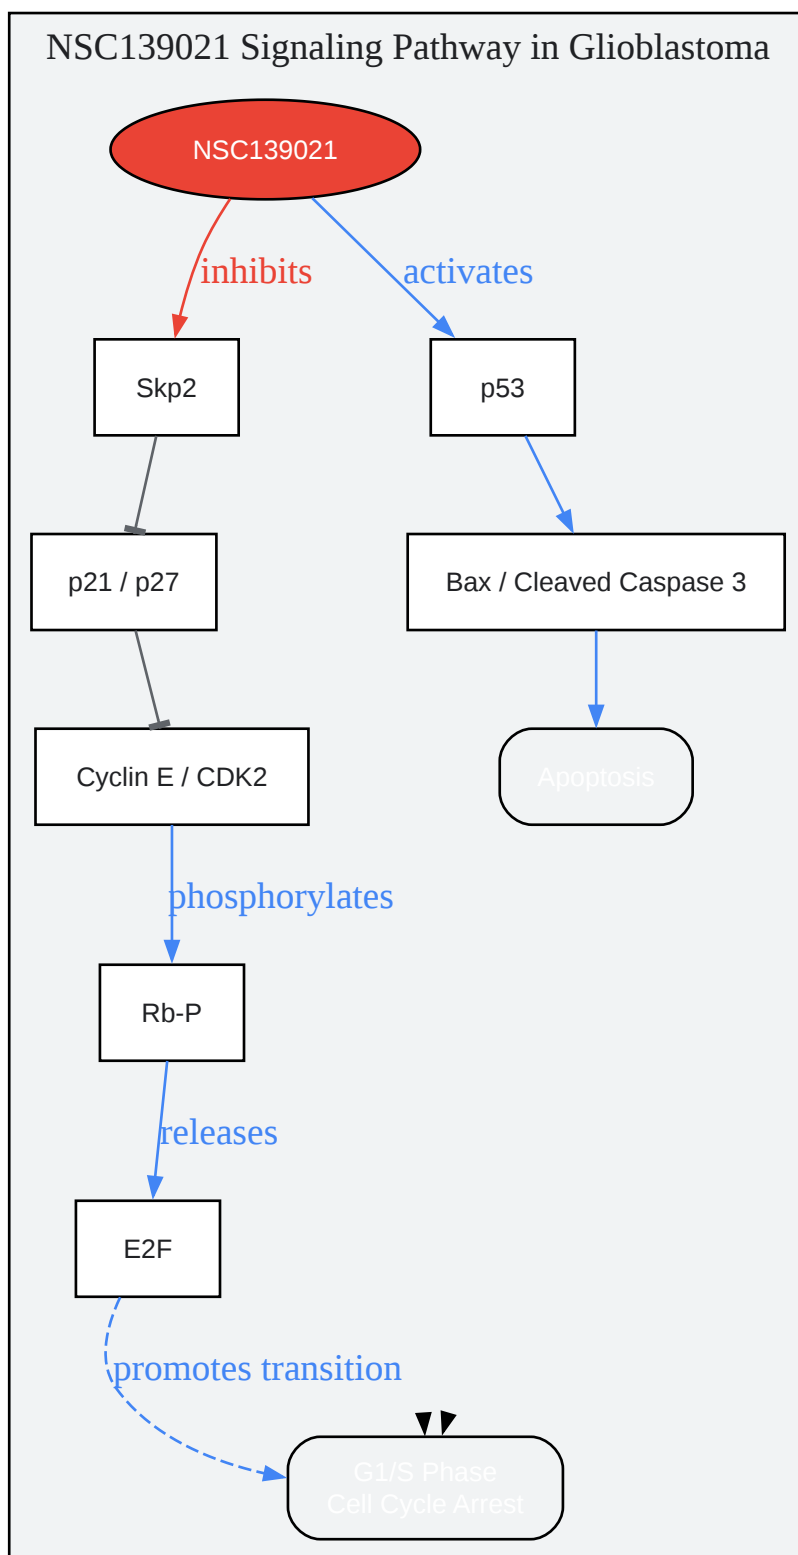 NSC139021 Signaling Pathway in Glioblastoma
NSC139021
inhibits
activates
Skp2
p53
p21 / p27
Bax / Cleaved Caspase 3
Cyclin E / CDK2
Apoptosis
phosphorylates
Rb-P
releases
E2F
promotes transition
G1/S Phase
Cell Cycle Arrest